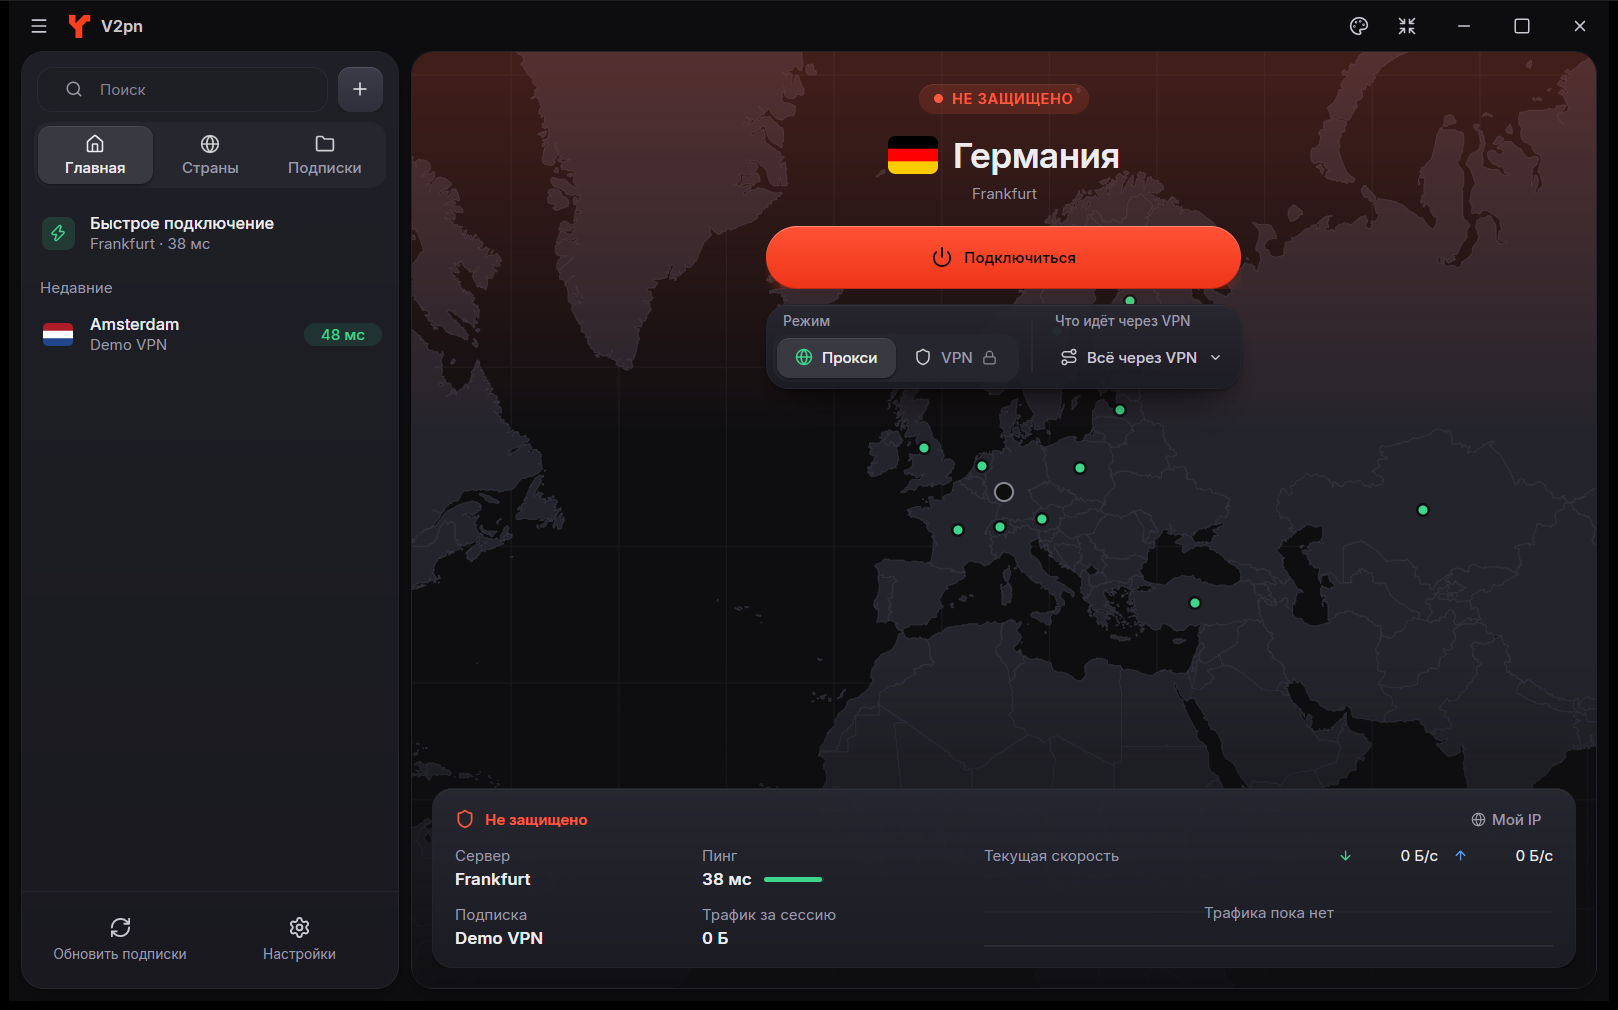 V2pn
Поиск
Главная
Страны
Подписки
Быстрое подключение
Frankfurt · 38 мс
Недавние
Amsterdam
Demo VPN
48 мс
Обновить подписки
Настройки
НЕ ЗАЩИЩЕНО
Германия
Frankfurt
Подключиться
Режим
Прокси
VPN
Что идёт через VPN
Всё через VPN
Не защищено
Мой IP
Сервер
Frankfurt
Пинг
38 мс
Подписка
Demo VPN
Трафик за сессию
0 Б
Текущая скорость
0 Б/с
0 Б/с
Трафика пока нет